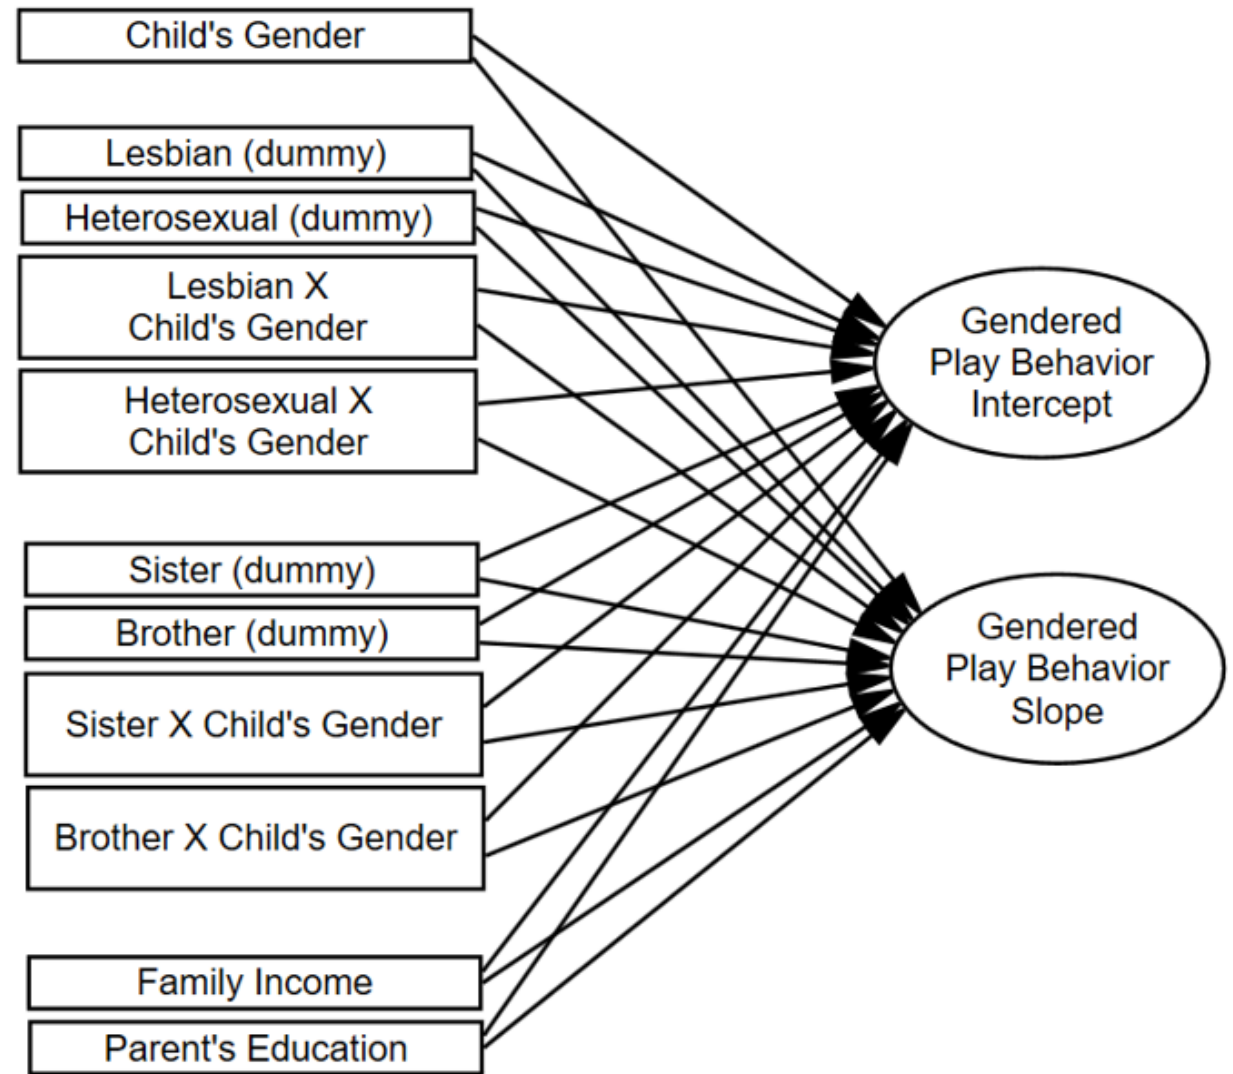 Child's Gender
Lesbian (dummy)
Heterosexual (dummy)
Lesbian X
Child's Gender
Heterosexual X
Child's Gender
Sister (dummy)
Brother (dummy)
Sister X Child's Gender
Brother X Child's Gender
Family Income
Parent's Education
Gendered
Play Behavior
Intercept
Gendered
Play Behavior
Slope